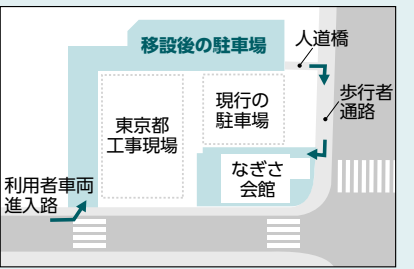 移設後の駐車場
人道橋
歩行者
通路
現行の
駐車場
東京都
工事現場
なぎさ
会館
利用者車両
進入路